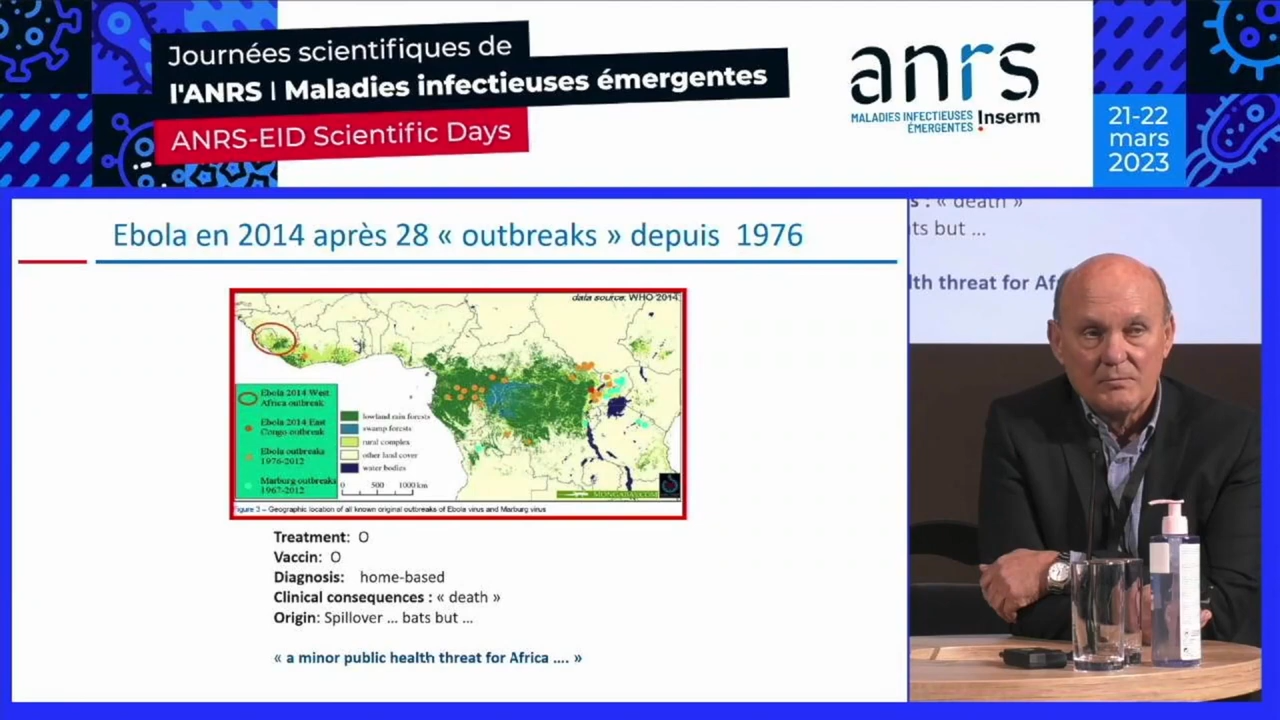 Journées scientifiques de
l'ANRS | Maladies infectieuses émergentes
ANRS-EID Scientific Days
anrs
MALADIES INFECTIEUSES
ÉMERGENTES Inserm
21-22
mars
2023
Ebola en 2014 après 28 « outbreaks » depuis 1976
data source: WHO 2014
Ebola 2014 West
Africa outbreak
Ebola 2014 East
Congo outbreak
Ebola outbreaks
1976-2012
Marburg outbreaks
1967-2012
lowland rain forests
swamp forests
rural complex
other land cover
water bodies
0 500 1000 km
MONGABAY.COM
Figure 3 – Geographic location of all known original outbreaks of Ebola virus and Marburg virus
Treatment: O
Vaccin: O
Diagnosis: home-based
Clinical consequences : « death »
Origin: Spillover ... bats but ...
« a minor public health threat for Africa .... »
s : « death »
ts but ...
lth threat for Af